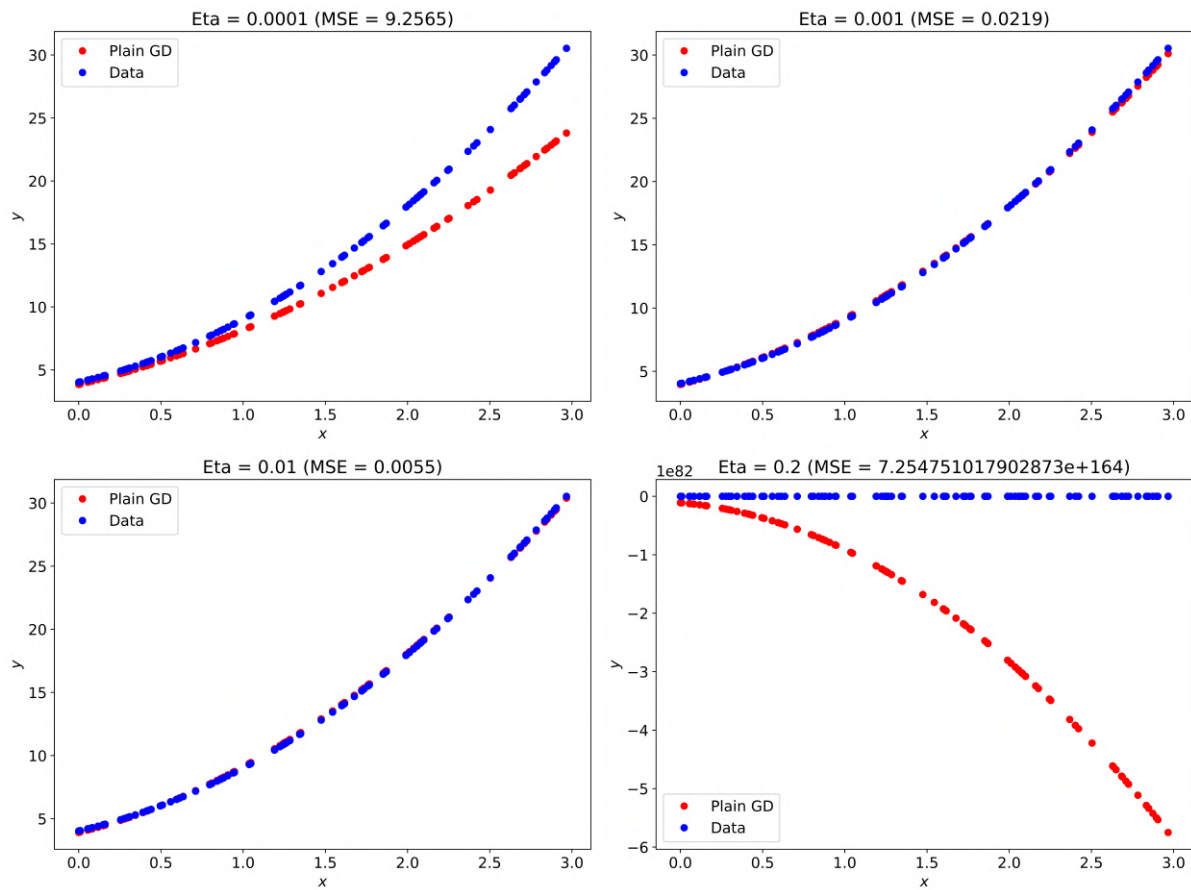 Eta = 0.0001 (MSE = 9.2565)
Plain GD
Data
30
25
20
15
10
5
y
0.0 0.5 1.0 1.5 2.0 2.5 3.0
x
Eta = 0.001 (MSE = 0.0219)
Plain GD
Data
30
25
20
15
10
5
y
0.0 0.5 1.0 1.5 2.0 2.5 3.0
x
Eta = 0.01 (MSE = 0.0055)
Plain GD
Data
30
25
20
15
10
5
y
0.0 0.5 1.0 1.5 2.0 2.5 3.0
x
1e82 Eta = 0.2 (MSE = 7.254751017902873e+164)
0
−1
−2
−3
−4
−5
−6
y
Plain GD
Data
0.0 0.5 1.0 1.5 2.0 2.5 3.0
x